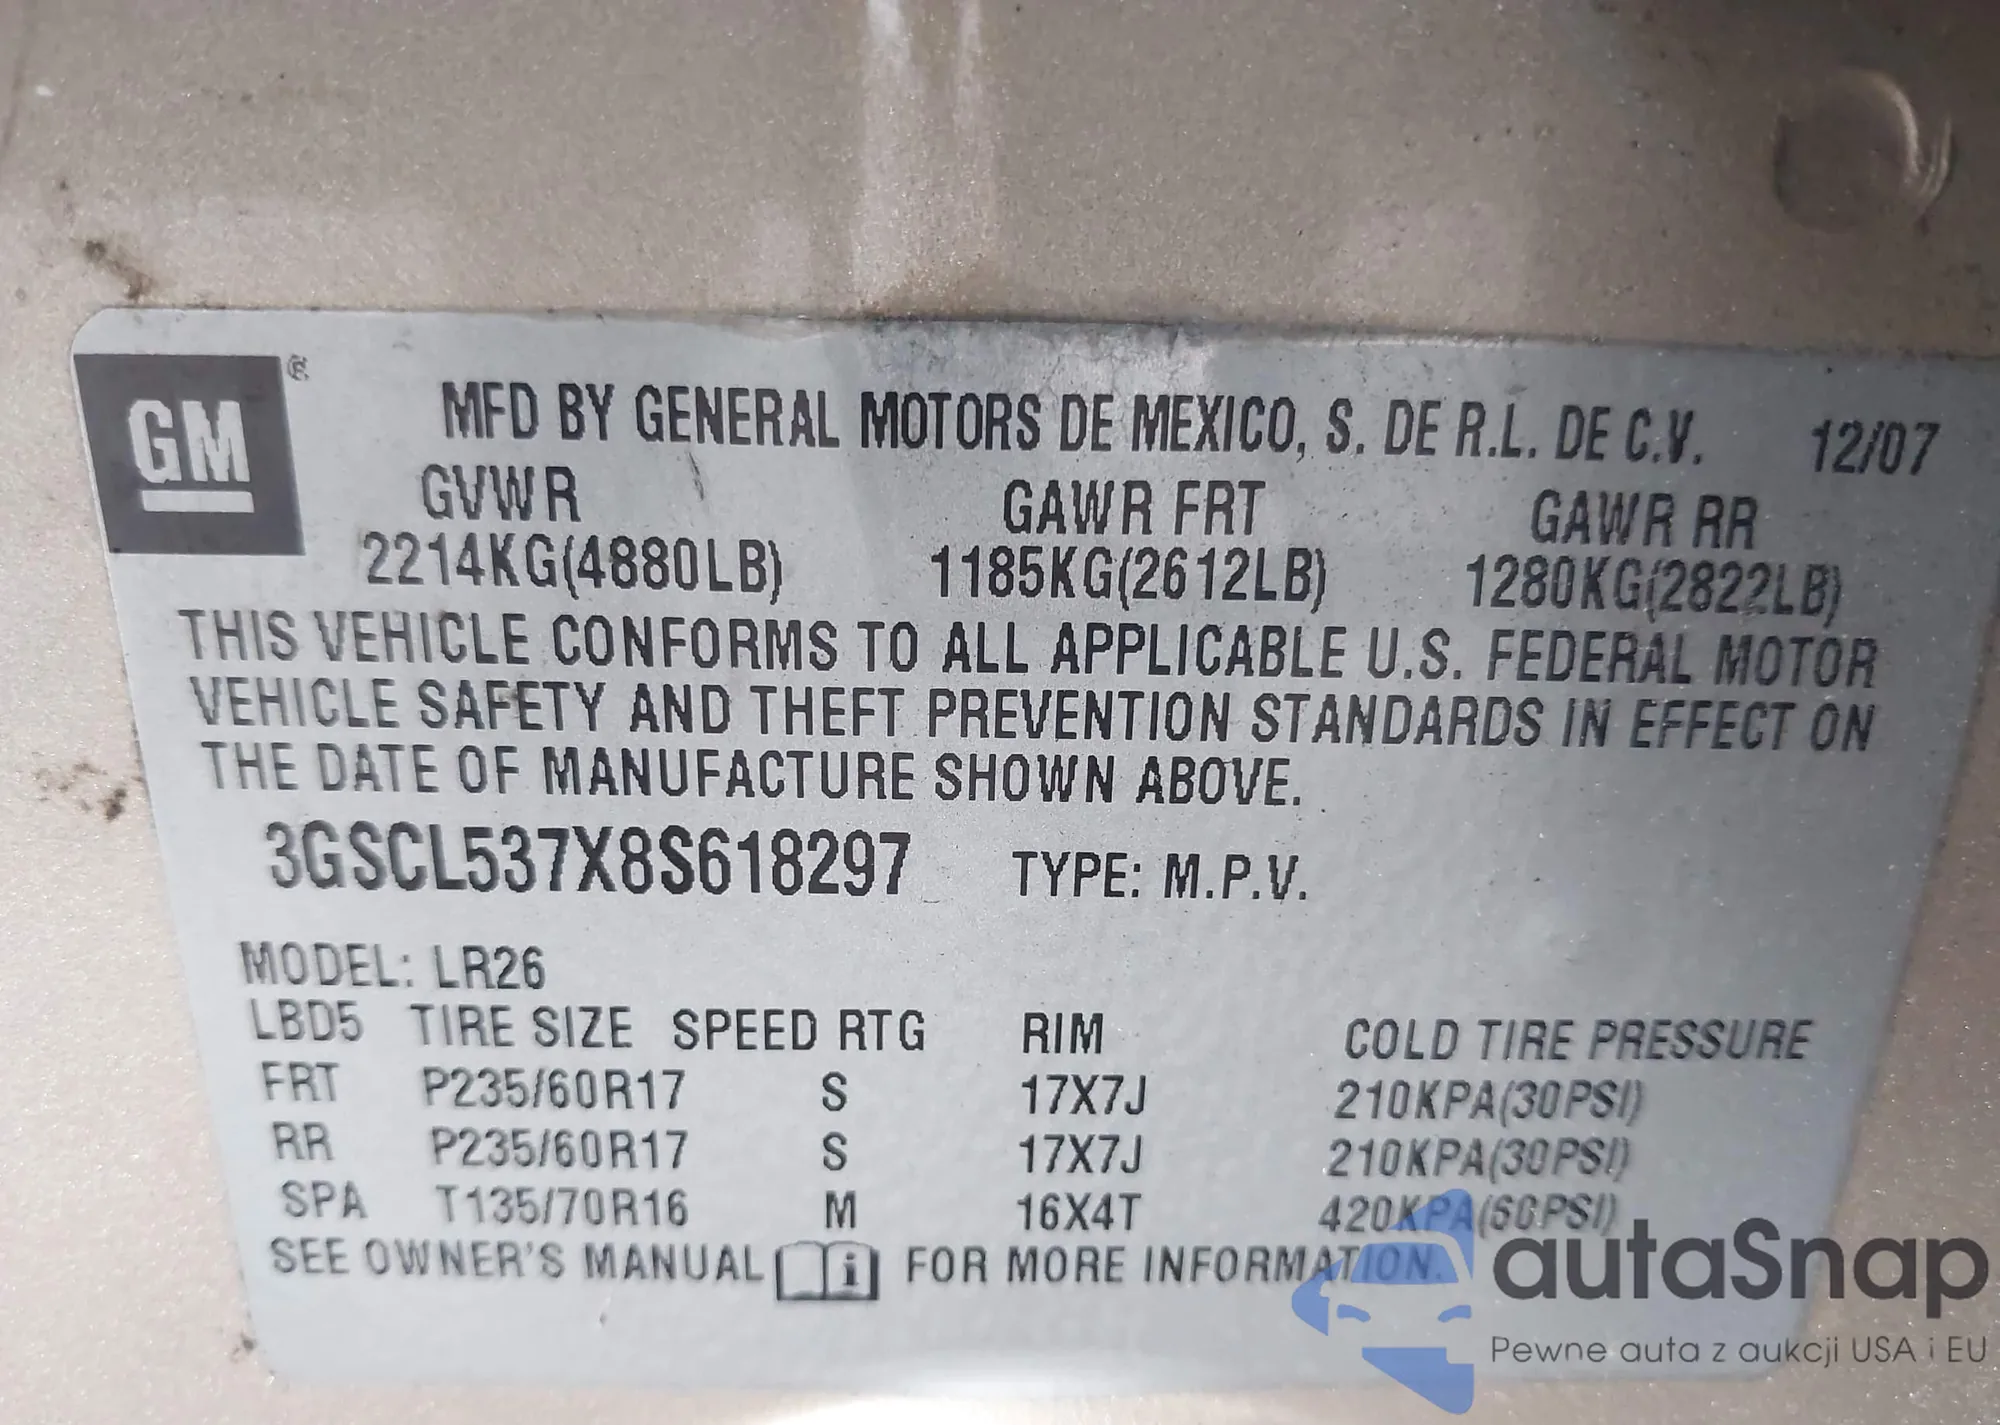 GM ®
MFD BY GENERAL MOTORS DE MEXICO, S. DE R.L. DE C.V. 12/07
GVWR GAWR FRT GAWR RR
2214KG(4880LB) 1185KG(2612LB) 1280KG(2822LB)
THIS VEHICLE CONFORMS TO ALL APPLICABLE U.S. FEDERAL MOTOR
VEHICLE SAFETY AND THEFT PREVENTION STANDARDS IN EFFECT ON
THE DATE OF MANUFACTURE SHOWN ABOVE.
3GSCL537X8S618297 TYPE: M.P.V.
MODEL: LR26
LBD5 TIRE SIZE SPEED RTG RIM COLD TIRE PRESSURE
FRT P235/60R17 S 17X7J 210KPA(30PSI)
RR P235/60R17 S 17X7J 210KPA(30PSI)
SPA T135/70R16 M 16X4T 420KPA(60PSI)
SEE OWNER'S MANUAL i FOR MORE INFORMATION.
autaSnap
Pewne auta z aukcji USA i EU